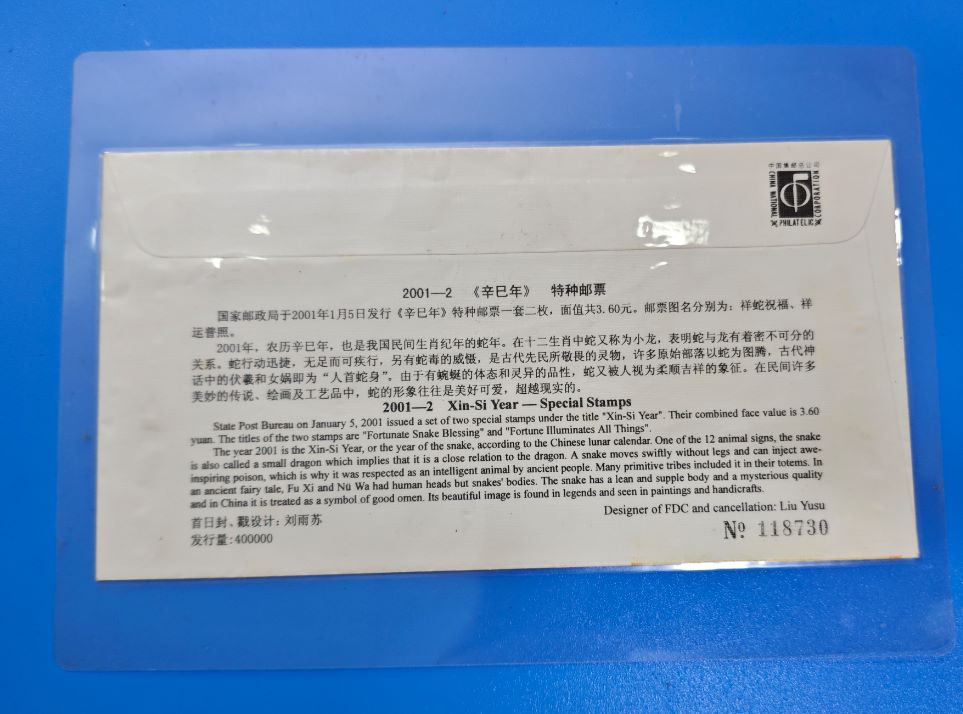 中国集邮总公司
CHINA NATIONAL
PHILATELIC
CORPORATION
2001—2 《辛巳年》 特种邮票
国家邮政局于2001年1月5日发行《辛巳年》特种邮票一套二枚，面值共3.60元。邮票图名分别为：祥蛇祝福、祥
运普照。
2001年，农历辛巳年，也是我国民间生肖纪年的蛇年。在十二生肖中蛇又称为小龙，表明蛇与龙有着密不可分的
关系。蛇行动迅捷，无足而可疾行，另有蛇毒的威慑，是古代先民所敬畏的灵物，许多原始部落以蛇为图腾，古代神
话中的伏羲和女娲即为“人首蛇身”。由于有蜿蜒的体态和灵异的品性，蛇又被人视为柔顺吉祥的象征。在民间许多
美妙的传说、绘画及工艺品中，蛇的形象往往是美好可爱，超越现实的。
2001—2 Xin-Si Year — Special Stamps
State Post Bureau on January 5, 2001 issued a set of two special stamps under the title "Xin-Si Year". Their combined face value is 3.60
yuan. The titles of the two stamps are "Fortunate Snake Blessing" and "Fortune Illuminates All Things".
The year 2001 is the Xin-Si Year, or the year of the snake, according to the Chinese lunar calendar. One of the 12 animal signs, the snake
is also called a small dragon which implies that it is a close relation to the dragon. A snake moves swiftly without legs and can inject awe-
inspiring poison, which is why it was respected as an intelligent animal by ancient people. Many primitive tribes included it in their totems. In
an ancient fairy tale, Fu Xi and Nü Wa had human heads but snakes' bodies. The snake has a lean and supple body and a mysterious quality
and in China it is treated as a symbol of good omen. Its beautiful image is found in legends and seen in paintings and handicrafts.
Designer of FDC and cancellation: Liu Yusu
首日封、戳设计：刘雨苏
发行量:400000
№ 118730